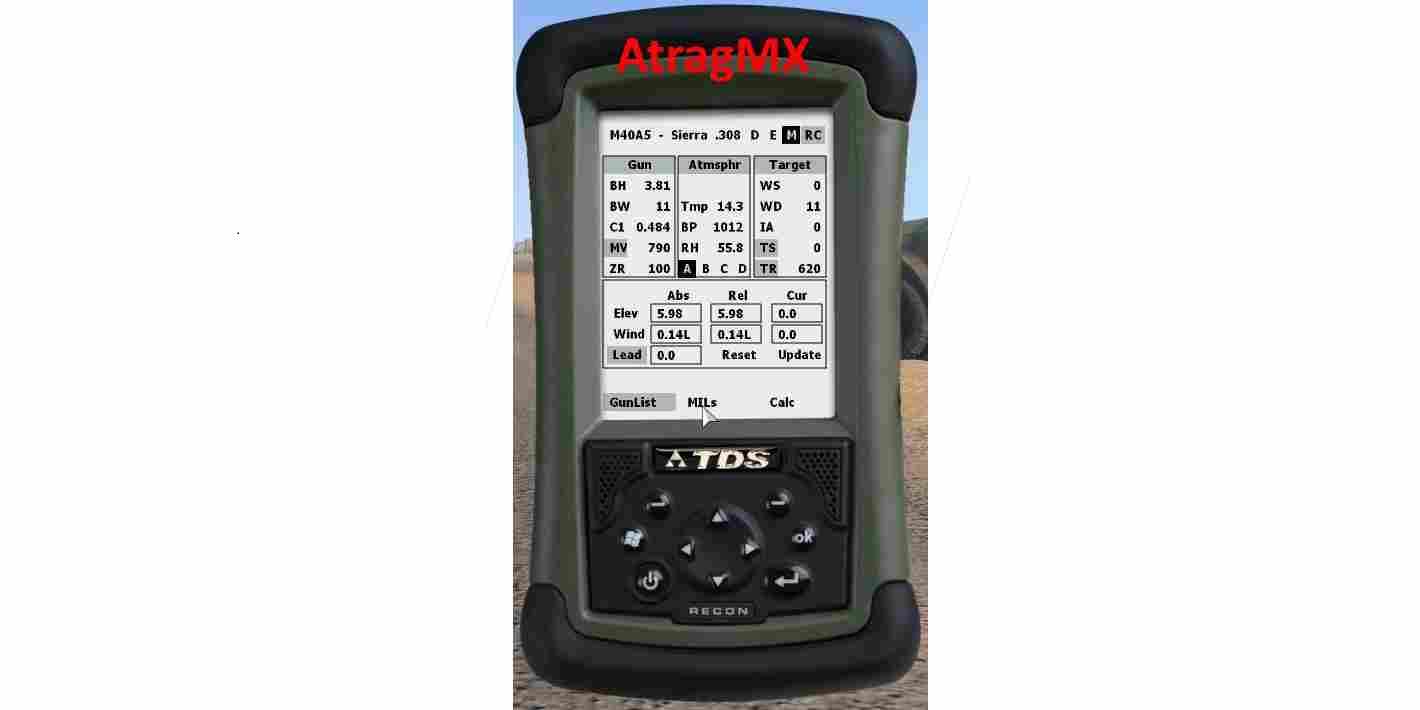 AtragMX
M40A5 - Sierra .308 D E M RC
Gun Atmsphr Target
BH 3.81 WS 0
BW 11 Tmp 14.3 WD 11
C1 0.484 BP 1012 IA 0
MV 790 RH 55.8 TS 0
ZR 100 A B C D TR 620
Abs Rel Cur
Elev 5.98 5.98 0.0
Wind 0.14L 0.14L 0.0
Lead 0.0 Reset Update
GunList MILs Calc
TDS
ok
RECON